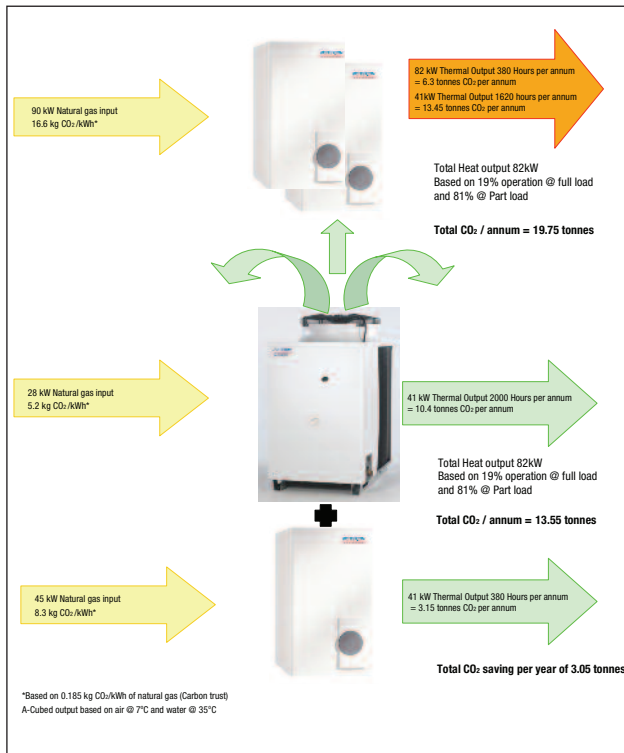 82 kW Thermal Output 380 Hours per annum
= 6.3 tonnes CO₂ per annum
41kW Thermal Output 1620 hours per annum
= 13.45 tonnes CO₂ per annum
90 kW Natural gas input
16.6 kg CO₂/kWh*
Total Heat output 82kW
Based on 19% operation @ full load
and 81% @ Part load
Total CO₂ / annum = 19.75 tonnes
28 kW Natural gas input
5.2 kg CO₂/kWh*
41 kW Thermal Output 2000 Hours per annum
= 10.4 tonnes CO₂ per annum
Total Heat output 82kW
Based on 19% operation @ full load
and 81% @ Part load
Total CO₂ / annum = 13.55 tonnes
45 kW Natural gas input
8.3 kg CO₂/kWh*
41 kW Thermal Output 380 Hours per annum
= 3.15 tonnes CO₂ per annum
Total CO₂ saving per year of 3.05 tonnes
*Based on 0.185 kg CO₂/kWh of natural gas (Carbon trust)
A-Cubed output based on air @ 7°C and water @ 35°C